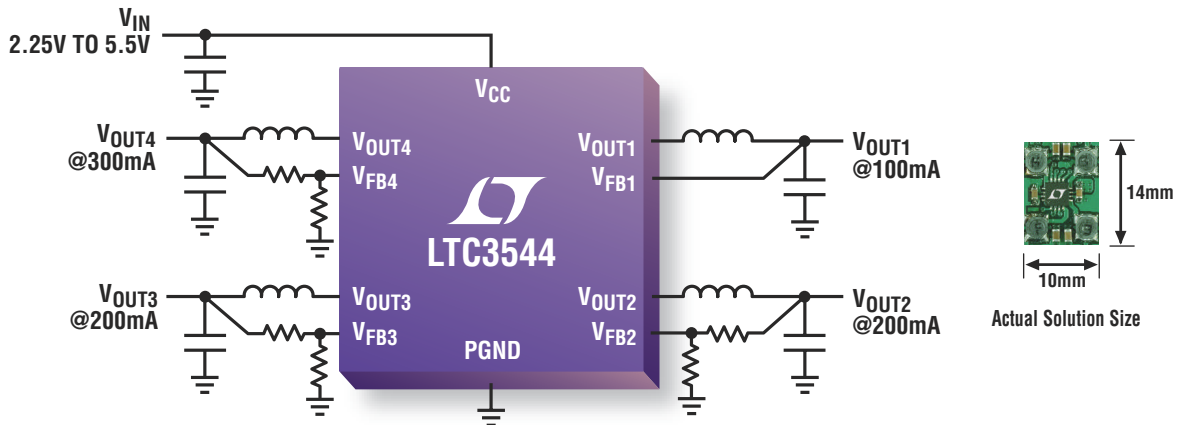 VIN
2.25V TO 5.5V
VCC
VOUT4
@300mA
VOUT4
VFB4
VOUT1
VFB1
VOUT1
@100mA
LTC3544
VOUT3
@200mA
VOUT3
VFB3
VOUT2
VFB2
VOUT2
@200mA
PGND
14mm
10mm
Actual Solution Size